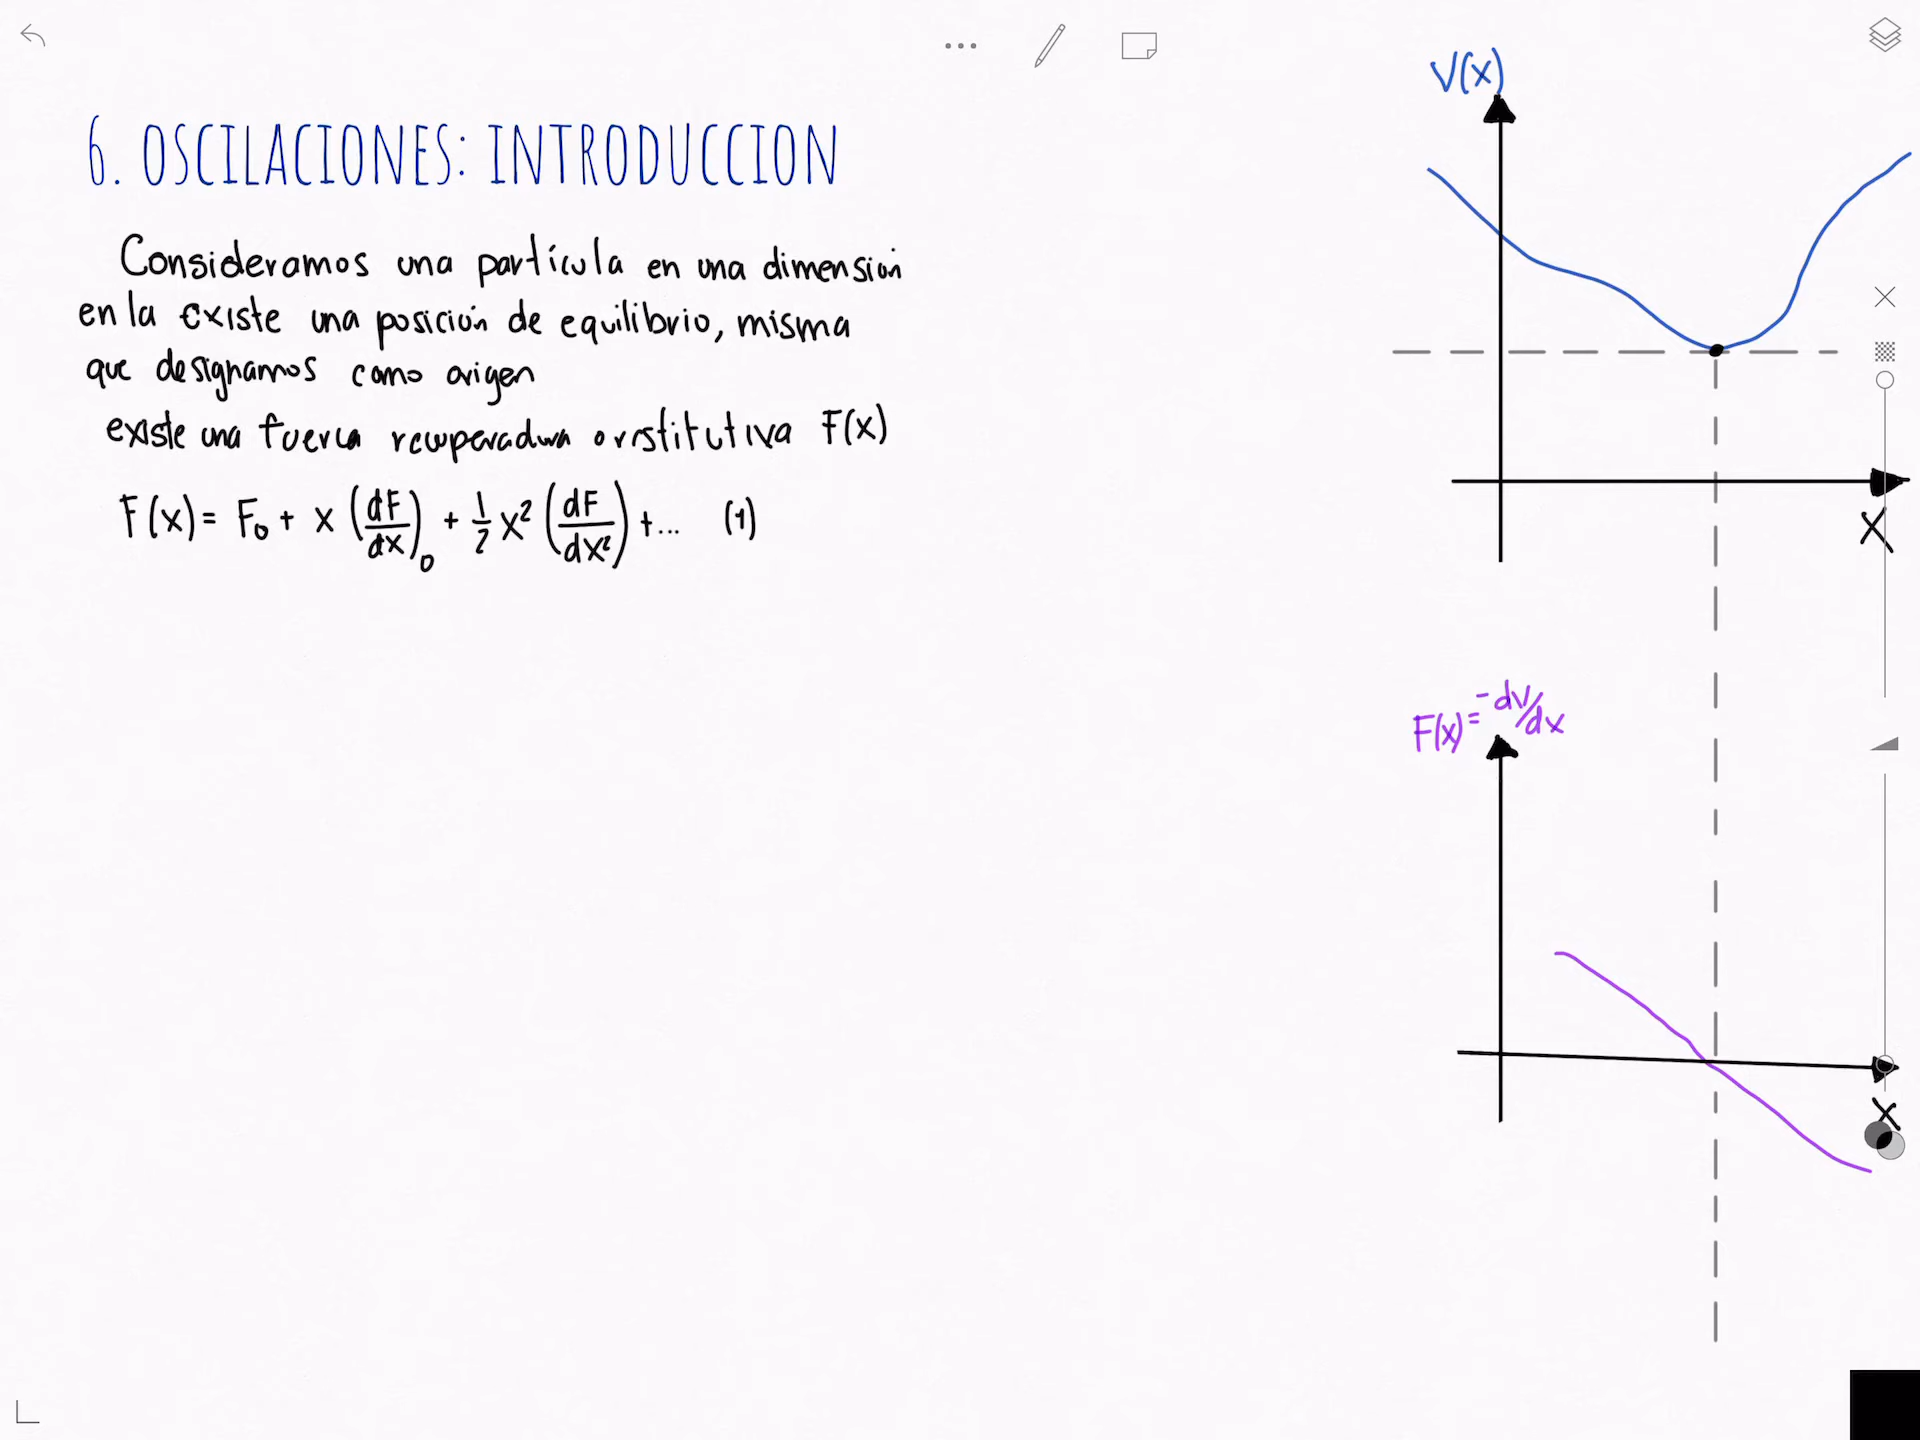 6. OSCILACIONES: INTRODUCCION
Consideramos una partícula en una dimensión
en la existe una posición de equilibrio, misma
que designamos como origen
existe una fuerza recuperadora o restitutiva F(x)
F(x) = F₀ + x (dF/dx)₀ + 1/2 x² (dF/dx²) + ... (1)
V(x)
X
F(x) = -dV/dx
X